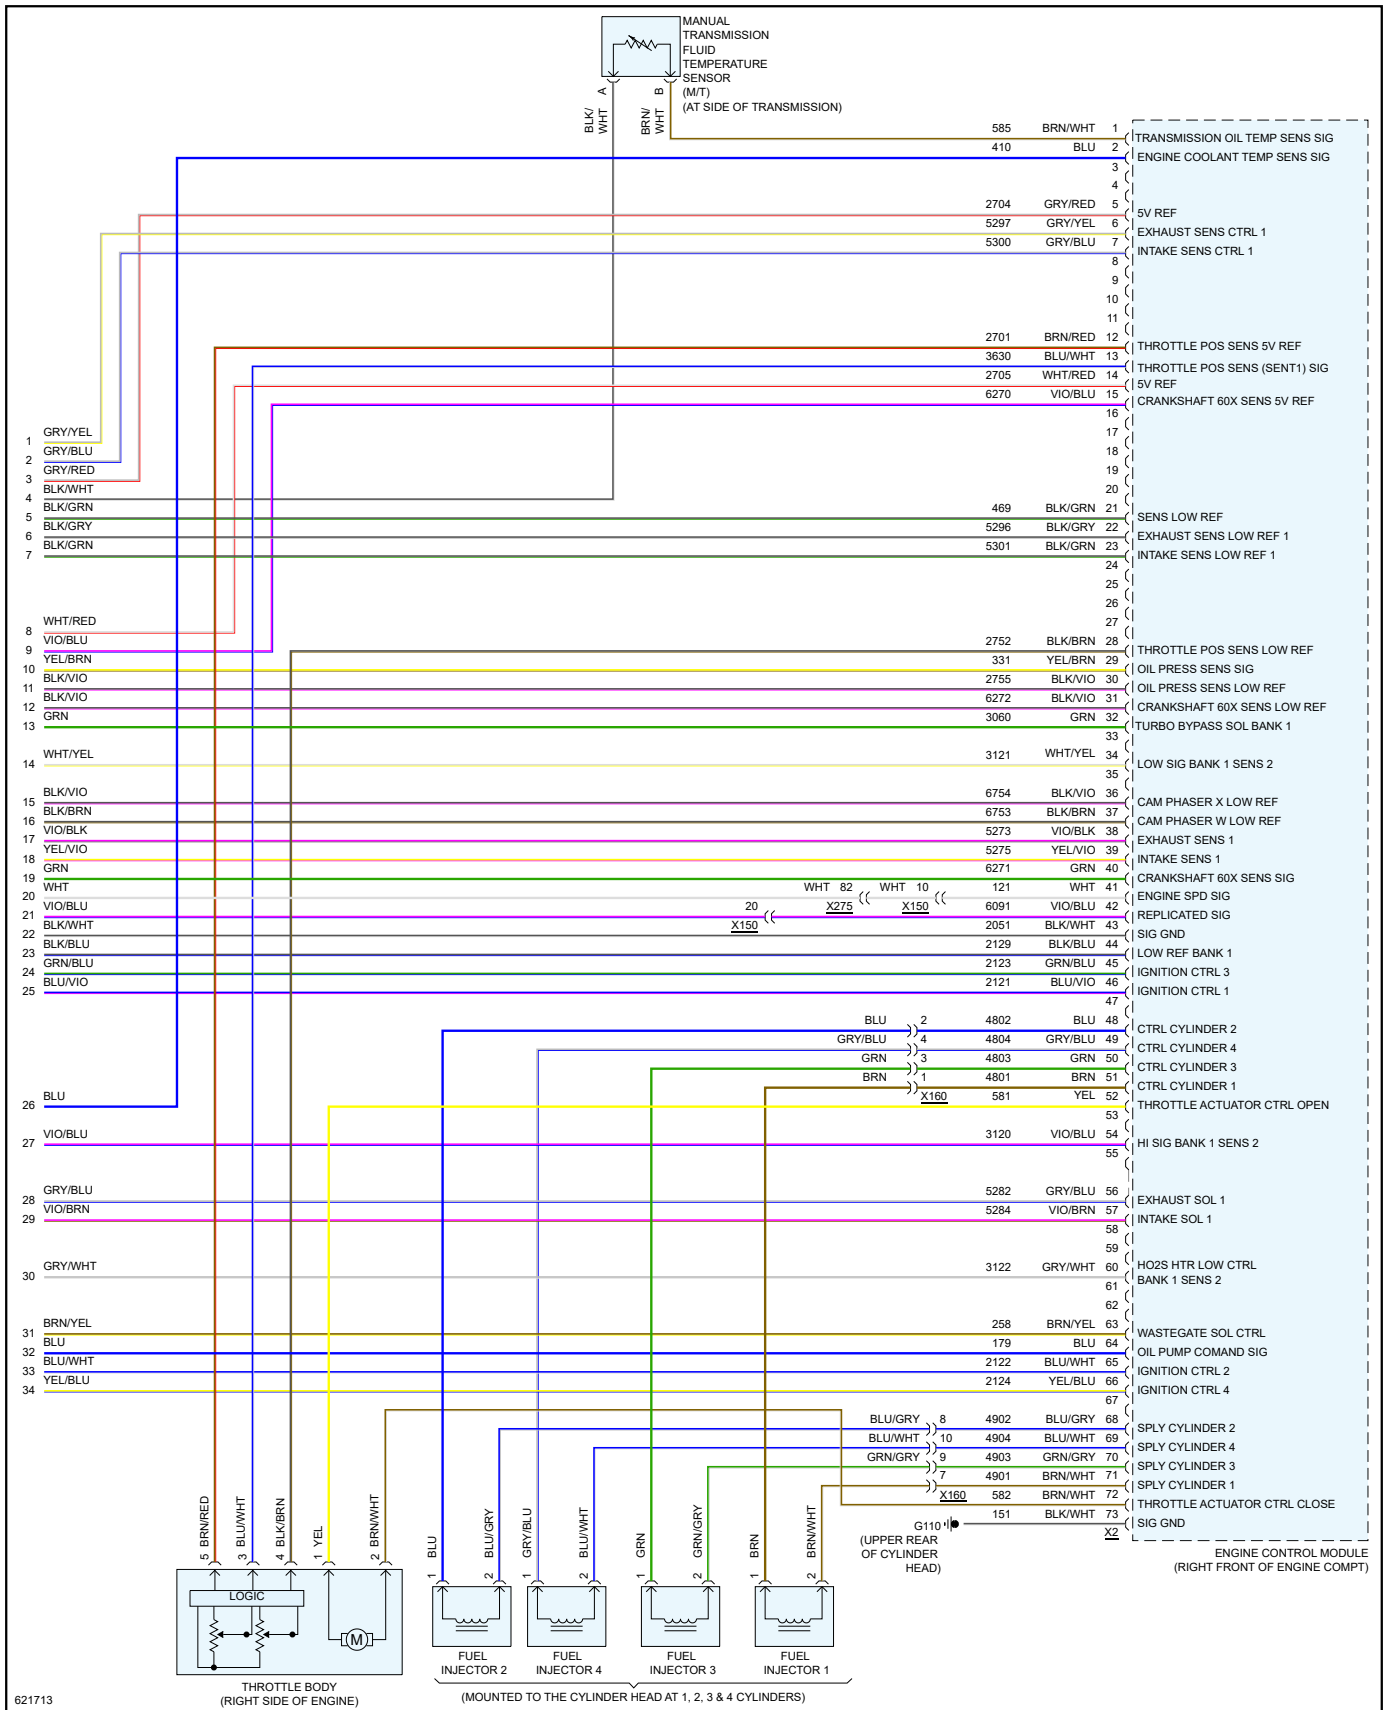 MANUAL
TRANSMISSION
FLUID
TEMPERATURE
SENSOR
(M/T)
(AT SIDE OF TRANSMISSION)
A
B
BLK/
WHT
BRN/
WHT
585 BRN/WHT 1 TRANSMISSION OIL TEMP SENS SIG
410 BLU 2 ENGINE COOLANT TEMP SENS SIG
3
4
2704 GRY/RED 5 5V REF
5297 GRY/YEL 6 EXHAUST SENS CTRL 1
5300 GRY/BLU 7 INTAKE SENS CTRL 1
8
9
10
11
2701 BRN/RED 12 THROTTLE POS SENS 5V REF
3630 BLU/WHT 13 THROTTLE POS SENS (SENT1) SIG
2705 WHT/RED 14 5V REF
6270 VIO/BLU 15 CRANKSHAFT 60X SENS 5V REF
16
17
18
19
20
1 GRY/YEL
2 GRY/BLU
3 GRY/RED
4 BLK/WHT
5 BLK/GRN 469 BLK/GRN 21 SENS LOW REF
6 BLK/GRY 5296 BLK/GRY 22 EXHAUST SENS LOW REF 1
7 BLK/GRN 5301 BLK/GRN 23 INTAKE SENS LOW REF 1
24
25
26
27
8 WHT/RED
9 VIO/BLU 2752 BLK/BRN 28 THROTTLE POS SENS LOW REF
10 YEL/BRN 331 YEL/BRN 29 OIL PRESS SENS SIG
11 BLK/VIO 2755 BLK/VIO 30 OIL PRESS SENS LOW REF
12 BLK/VIO 6272 BLK/VIO 31 CRANKSHAFT 60X SENS LOW REF
13 GRN 3060 GRN 32 TURBO BYPASS SOL BANK 1
33
14 WHT/YEL 3121 WHT/YEL 34 LOW SIG BANK 1 SENS 2
35
15 BLK/VIO 6754 BLK/VIO 36 CAM PHASER X LOW REF
16 BLK/BRN 6753 BLK/BRN 37 CAM PHASER W LOW REF
17 VIO/BLK 5273 VIO/BLK 38 EXHAUST SENS 1
18 YEL/VIO 5275 YEL/VIO 39 INTAKE SENS 1
19 GRN 6271 GRN 40 CRANKSHAFT 60X SENS SIG
20 WHT WHT 82 X275 WHT 10 X150 121 WHT 41 ENGINE SPD SIG
21 VIO/BLU 20 X150 6091 VIO/BLU 42 REPLICATED SIG
22 BLK/WHT 2051 BLK/WHT 43 SIG GND
23 BLK/BLU 2129 BLK/BLU 44 LOW REF BANK 1
24 GRN/BLU 2123 GRN/BLU 45 IGNITION CTRL 3
25 BLU/VIO 2121 BLU/VIO 46 IGNITION CTRL 1
47
BLU 2 4802 BLU 48 CTRL CYLINDER 2
GRY/BLU 4 4804 GRY/BLU 49 CTRL CYLINDER 4
GRN 3 4803 GRN 50 CTRL CYLINDER 3
BRN 1 4801 BRN 51 CTRL CYLINDER 1
26 BLU X160 581 YEL 52 THROTTLE ACTUATOR CTRL OPEN
53
27 VIO/BLU 3120 VIO/BLU 54 HI SIG BANK 1 SENS 2
55
28 GRY/BLU 5282 GRY/BLU 56 EXHAUST SOL 1
29 VIO/BRN 5284 VIO/BRN 57 INTAKE SOL 1
58
59
30 GRY/WHT 3122 GRY/WHT 60 HO2S HTR LOW CTRL
BANK 1 SENS 2
61
62
31 BRN/YEL 258 BRN/YEL 63 WASTEGATE SOL CTRL
32 BLU 179 BLU 64 OIL PUMP COMAND SIG
33 BLU/WHT 2122 BLU/WHT 65 IGNITION CTRL 2
34 YEL/BLU 2124 YEL/BLU 66 IGNITION CTRL 4
67
BLU/GRY 8 4902 BLU/GRY 68 SPLY CYLINDER 2
BLU/WHT 10 4904 BLU/WHT 69 SPLY CYLINDER 4
GRN/GRY 9 4903 GRN/GRY 70 SPLY CYLINDER 3
7 4901 BRN/WHT 71 SPLY CYLINDER 1
X160 582 BRN/WHT 72 THROTTLE ACTUATOR CTRL CLOSE
151 BLK/WHT 73 SIG GND
X2
G110
(UPPER REAR
OF CYLINDER
HEAD)
ENGINE CONTROL MODULE
(RIGHT FRONT OF ENGINE COMPT)
5 BRN/RED
3 BLU/WHT
4 BLK/BRN
1 YEL
2 BRN/WHT
1 BLU
2 BLU/GRY
1 GRY/BLU
2 BLU/WHT
1 GRN
2 GRN/GRY
1 BRN
2 BRN/WHT
LOGIC
M
THROTTLE BODY
(RIGHT SIDE OF ENGINE)
FUEL
INJECTOR 2
FUEL
INJECTOR 4
FUEL
INJECTOR 3
FUEL
INJECTOR 1
(MOUNTED TO THE CYLINDER HEAD AT 1, 2, 3 & 4 CYLINDERS)
621713